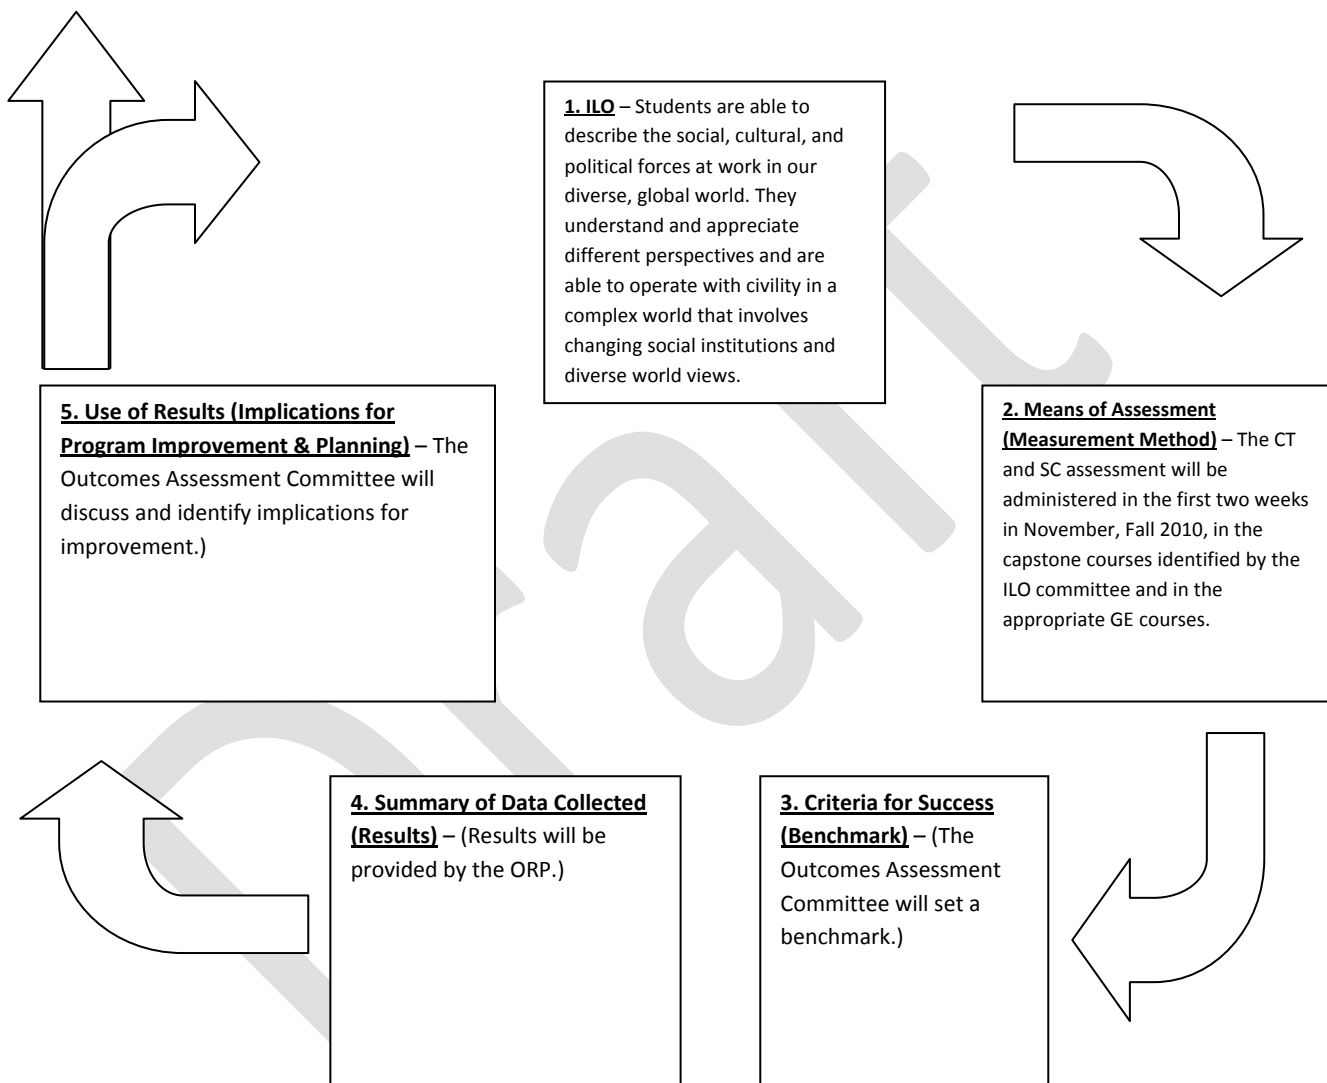 1. ILO – Students are able to
describe the social, cultural, and
political forces at work in our
diverse, global world. They
understand and appreciate
different perspectives and are
able to operate with civility in a
complex world that involves
changing social institutions and
diverse world views.
2. Means of Assessment
(Measurement Method) – The CT
and SC assessment will be
administered in the first two weeks
in November, Fall 2010, in the
capstone courses identified by the
ILO committee and in the
appropriate GE courses.
3. Criteria for Success
(Benchmark) – (The
Outcomes Assessment
Committee will set a
benchmark.)
4. Summary of Data Collected
(Results) – (Results will be
provided by the ORP.)
5. Use of Results (Implications for
Program Improvement & Planning) – The
Outcomes Assessment Committee will
discuss and identify implications for
improvement.)
Draft